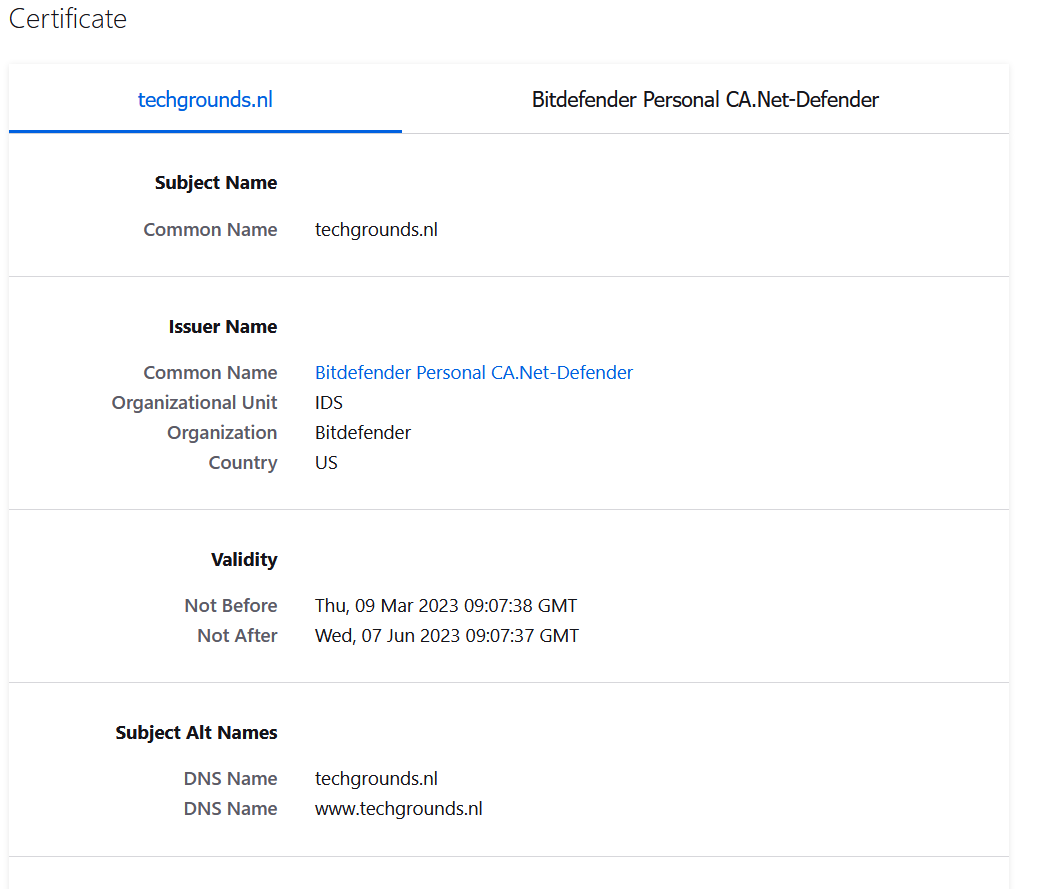 Certificate
techgrounds.nl Bitdefender Personal CA.Net-Defender
Subject Name
Common Name techgrounds.nl
Issuer Name
Common Name Bitdefender Personal CA.Net-Defender
Organizational Unit IDS
Organization Bitdefender
Country US
Validity
Not Before Thu, 09 Mar 2023 09:07:38 GMT
Not After Wed, 07 Jun 2023 09:07:37 GMT
Subject Alt Names
DNS Name techgrounds.nl
DNS Name www.techgrounds.nl